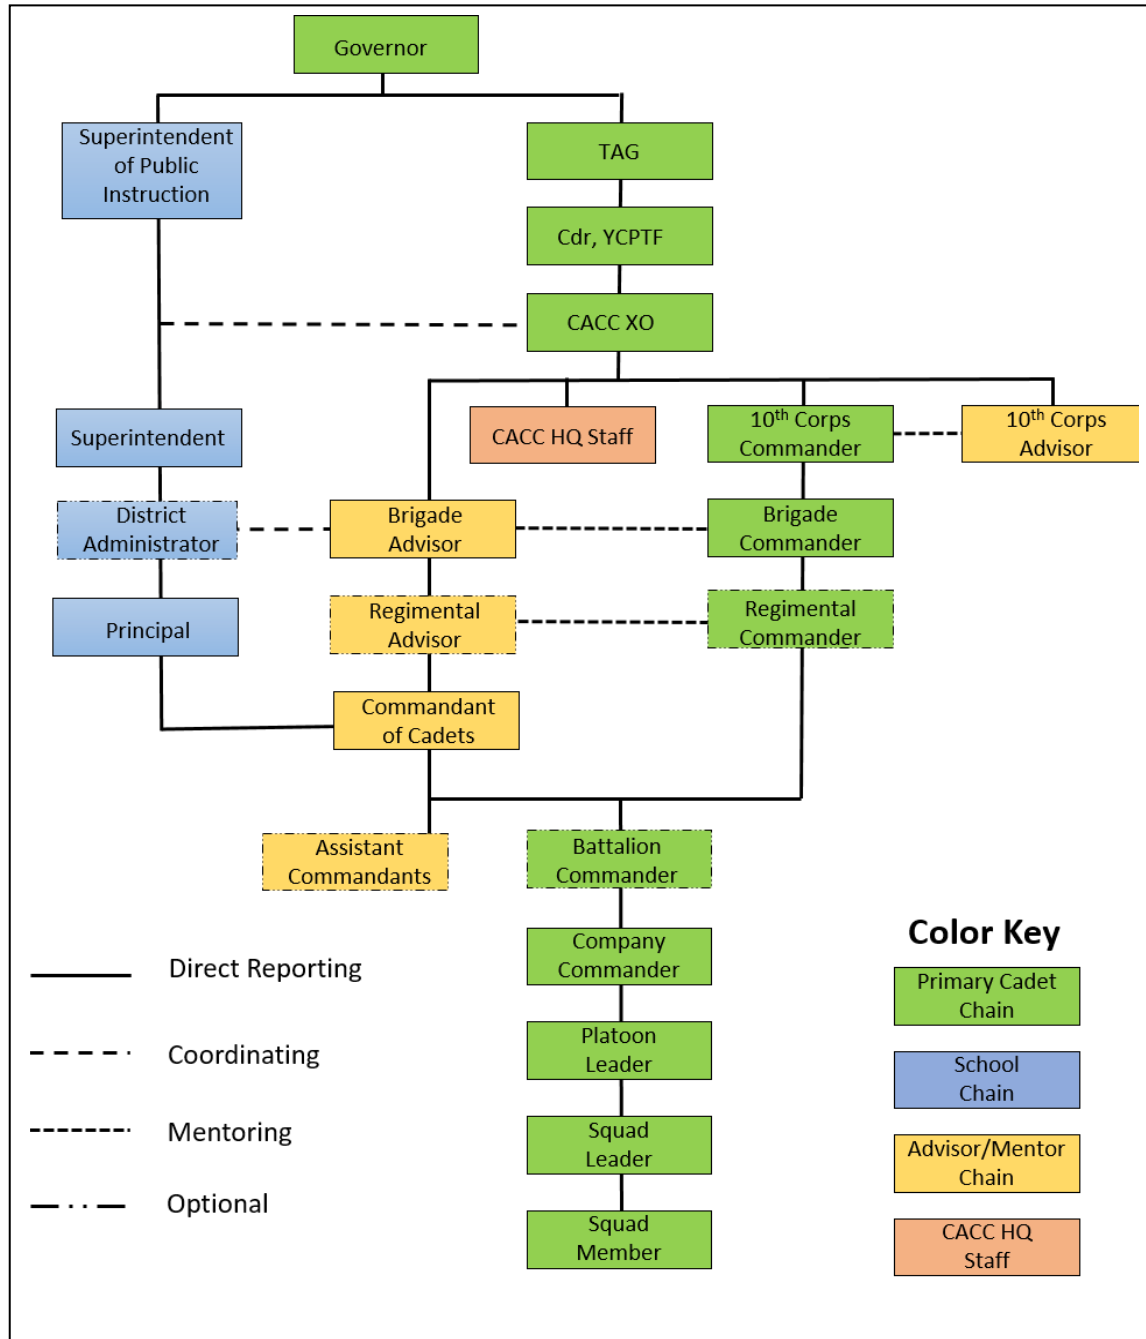 Governor
Superintendent
of Public
Instruction
TAG
Cdr, YCPTF
CACC XO
Superintendent
CACC HQ Staff
10th Corps
Commander
10th Corps
Advisor
District
Administrator
Brigade
Advisor
Brigade
Commander
Principal
Regimental
Advisor
Regimental
Commander
Commandant
of Cadets
Assistant
Commandants
Battalion
Commander
Company
Commander
Platoon
Leader
Squad
Leader
Squad
Member
Direct Reporting
Coordinating
Mentoring
Optional
Color Key
Primary Cadet
Chain
School
Chain
Advisor/Mentor
Chain
CACC HQ
Staff